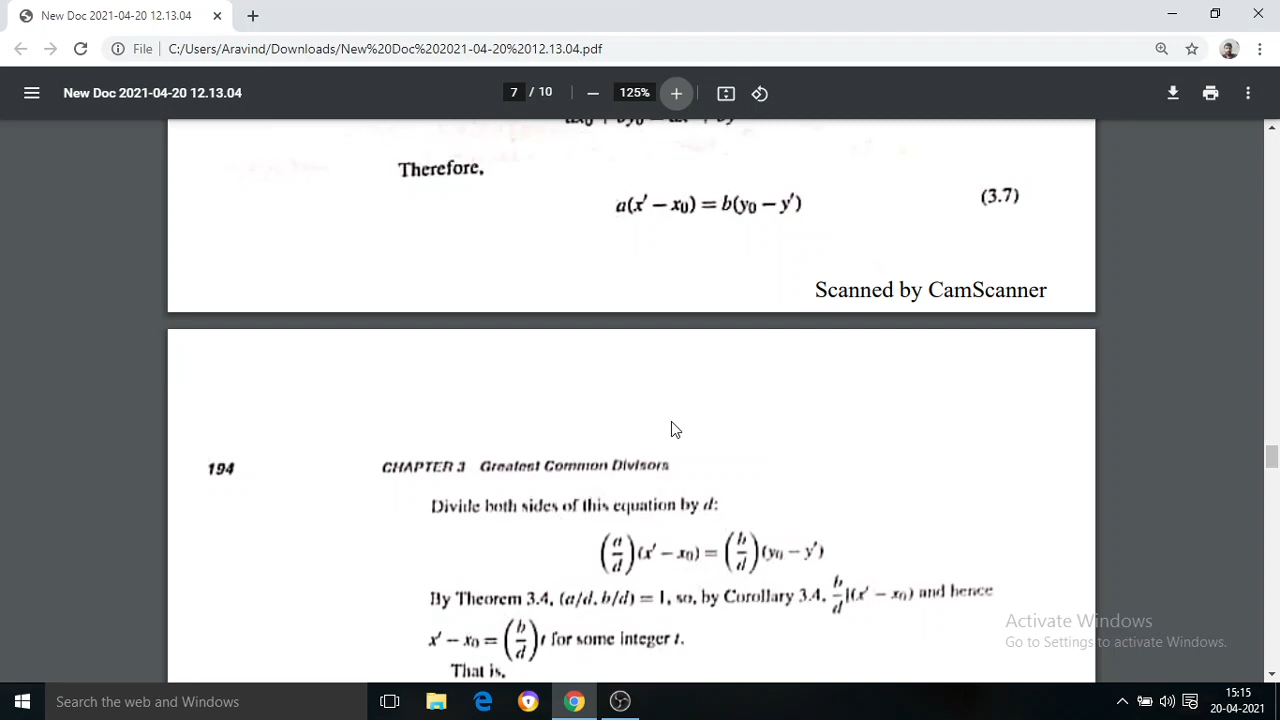 New Doc 2021-04-20 12.13.04
File C:/Users/Aravind/Downloads/New%20Doc%202021-04-20%2012.13.04.pdf
New Doc 2021-04-20 12.13.04
7 / 10
125%
Therefore,
a(x′ − x₀) = b(y₀ − y′) (3.7)
Scanned by CamScanner
194 CHAPTER 3 Greatest Common Divisors
Divide both sides of this equation by d:
(a/d)(x′ − x₀) = (b/d)(y₀ − y′)
By Theorem 3.4, (a/d, b/d) = 1, so, by Corollary 3.4, b/d|(x′ − x₀) and hence
x′ − x₀ = (b/d)t for some integer t.
That is,
Activate Windows
Go to Settings to activate Windows.
Search the web and Windows
15:15
20-04-2021